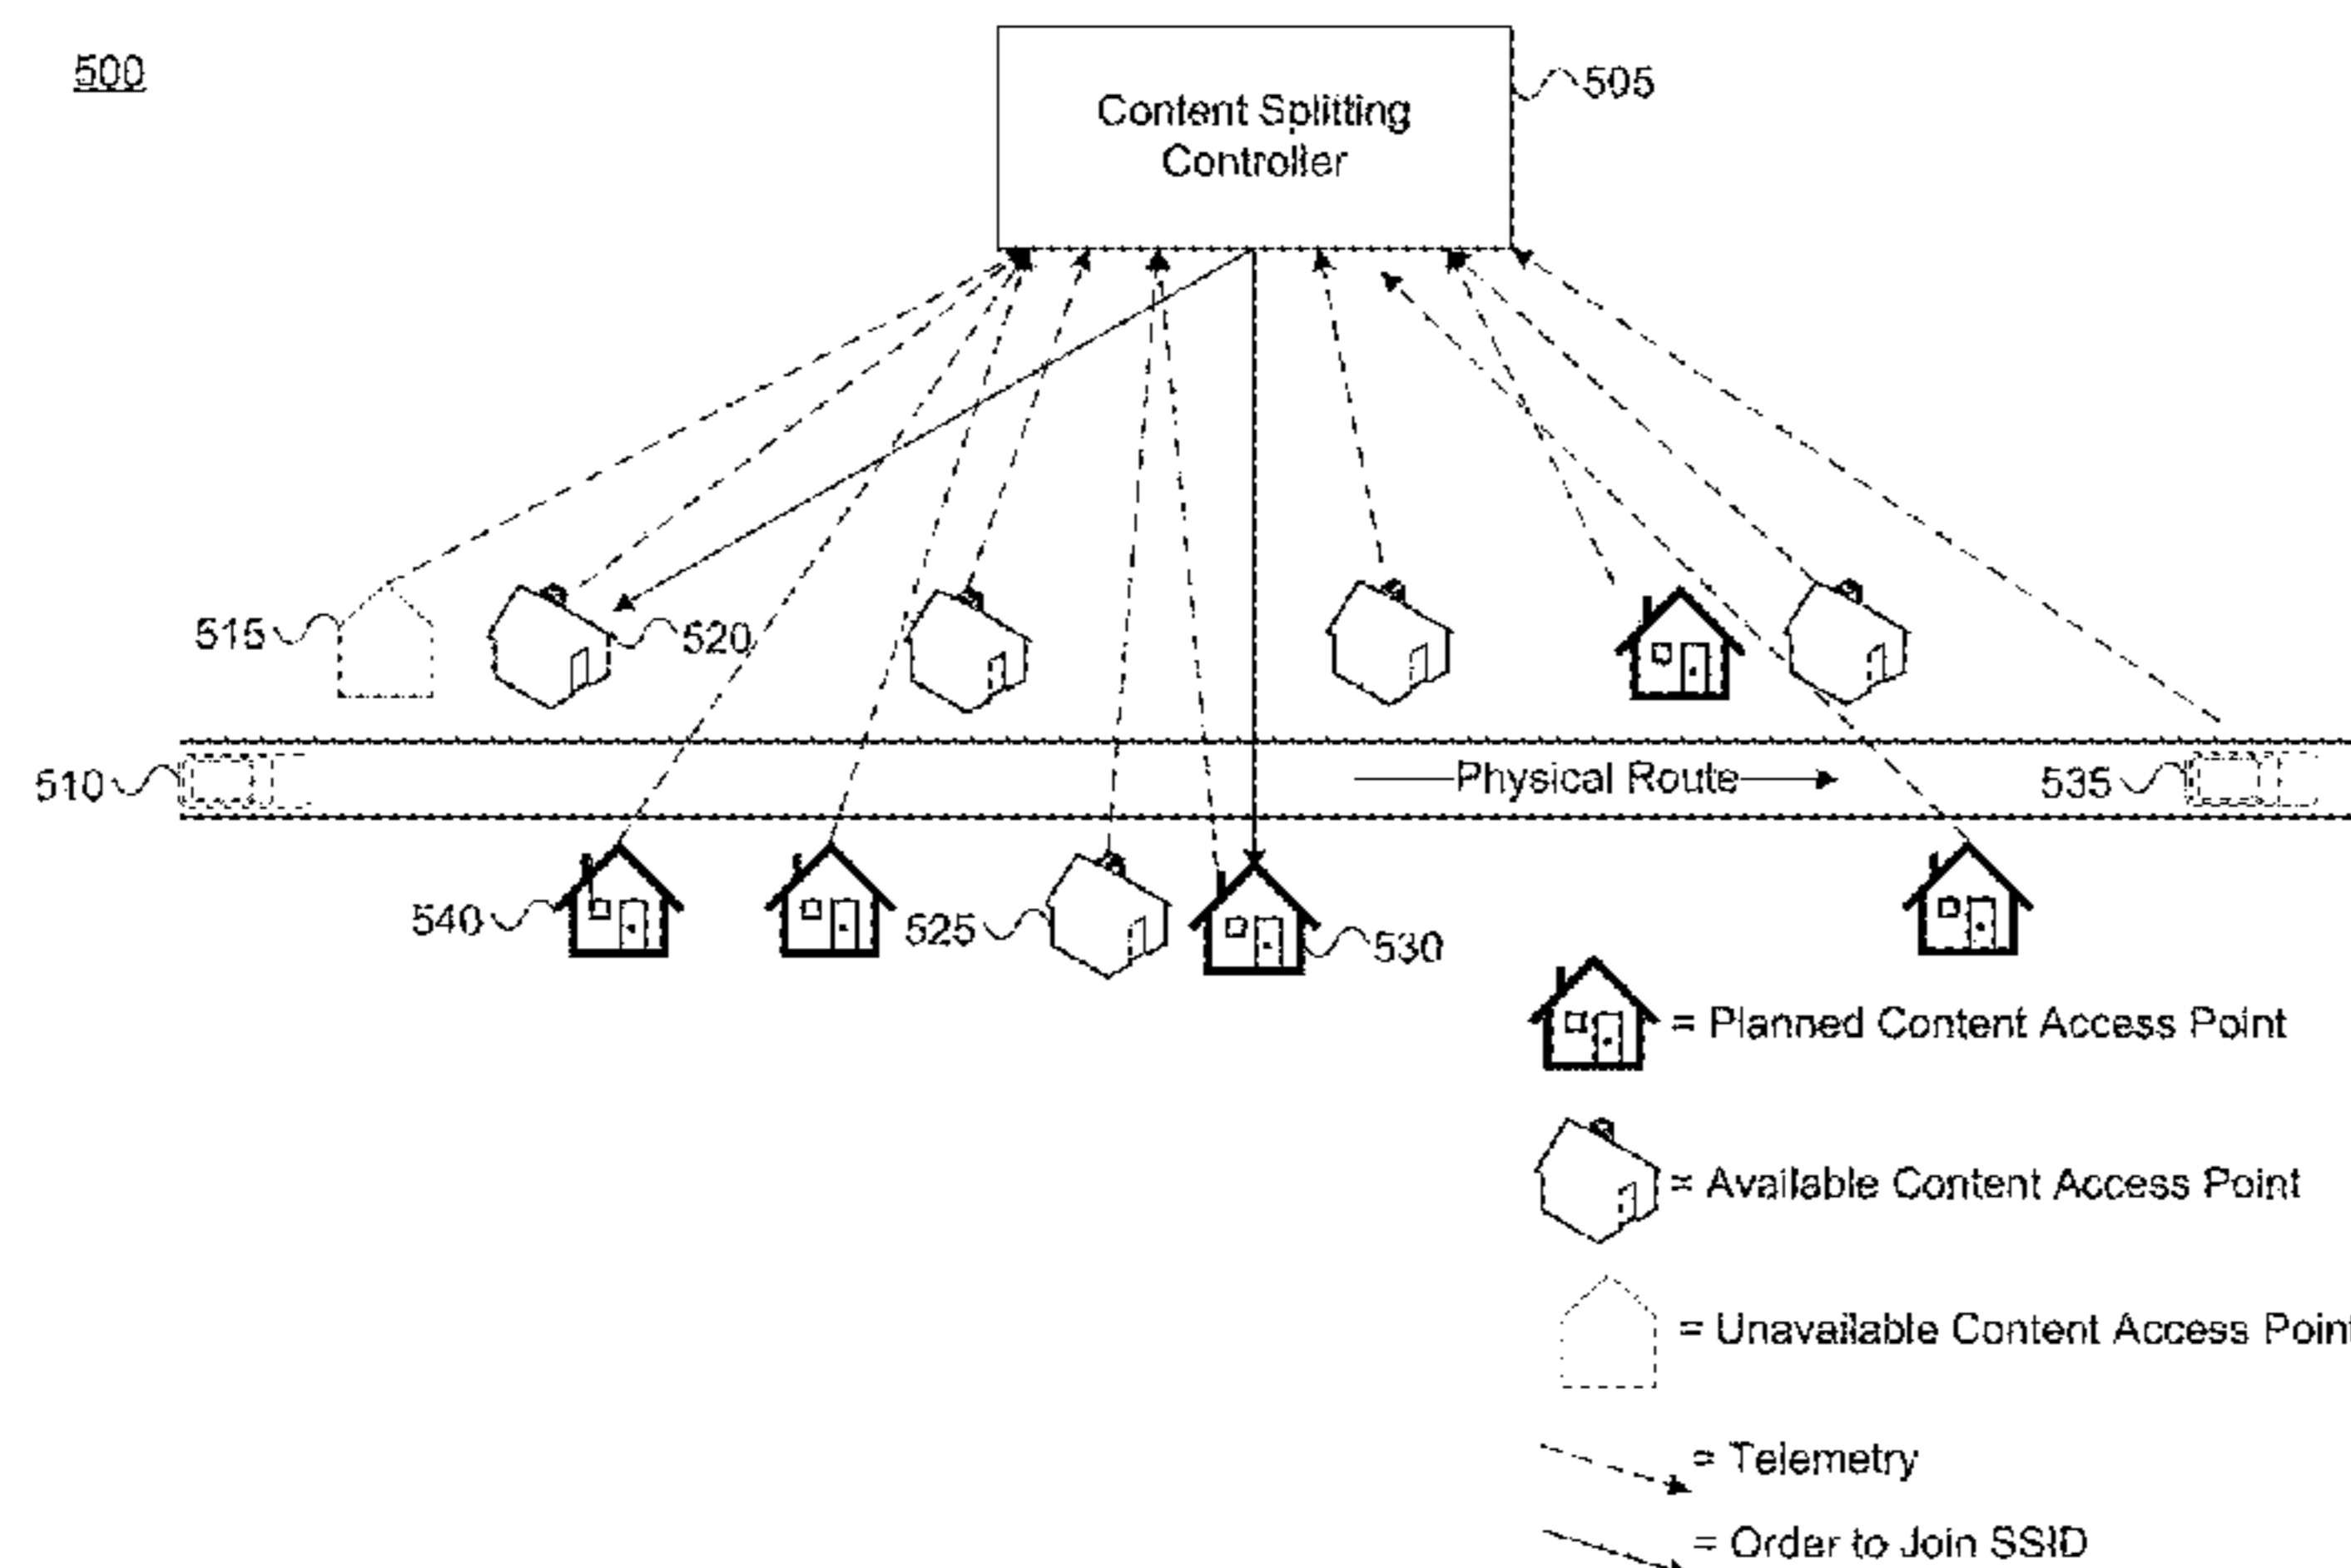 500
Content Splitting
Controller
505
515
520
510
Physical Route
535
540
525
530
= Planned Content Access Point
= Available Content Access Point
= Unavailable Content Access Point
= Telemetry
= Order to Join SSID